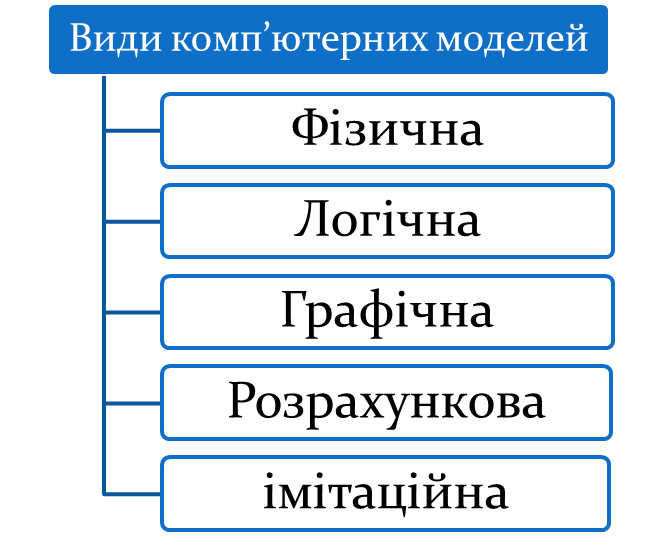 Види комп’ютерних моделей
Фізична
Логічна
Графічна
Розрахункова
імітаційна